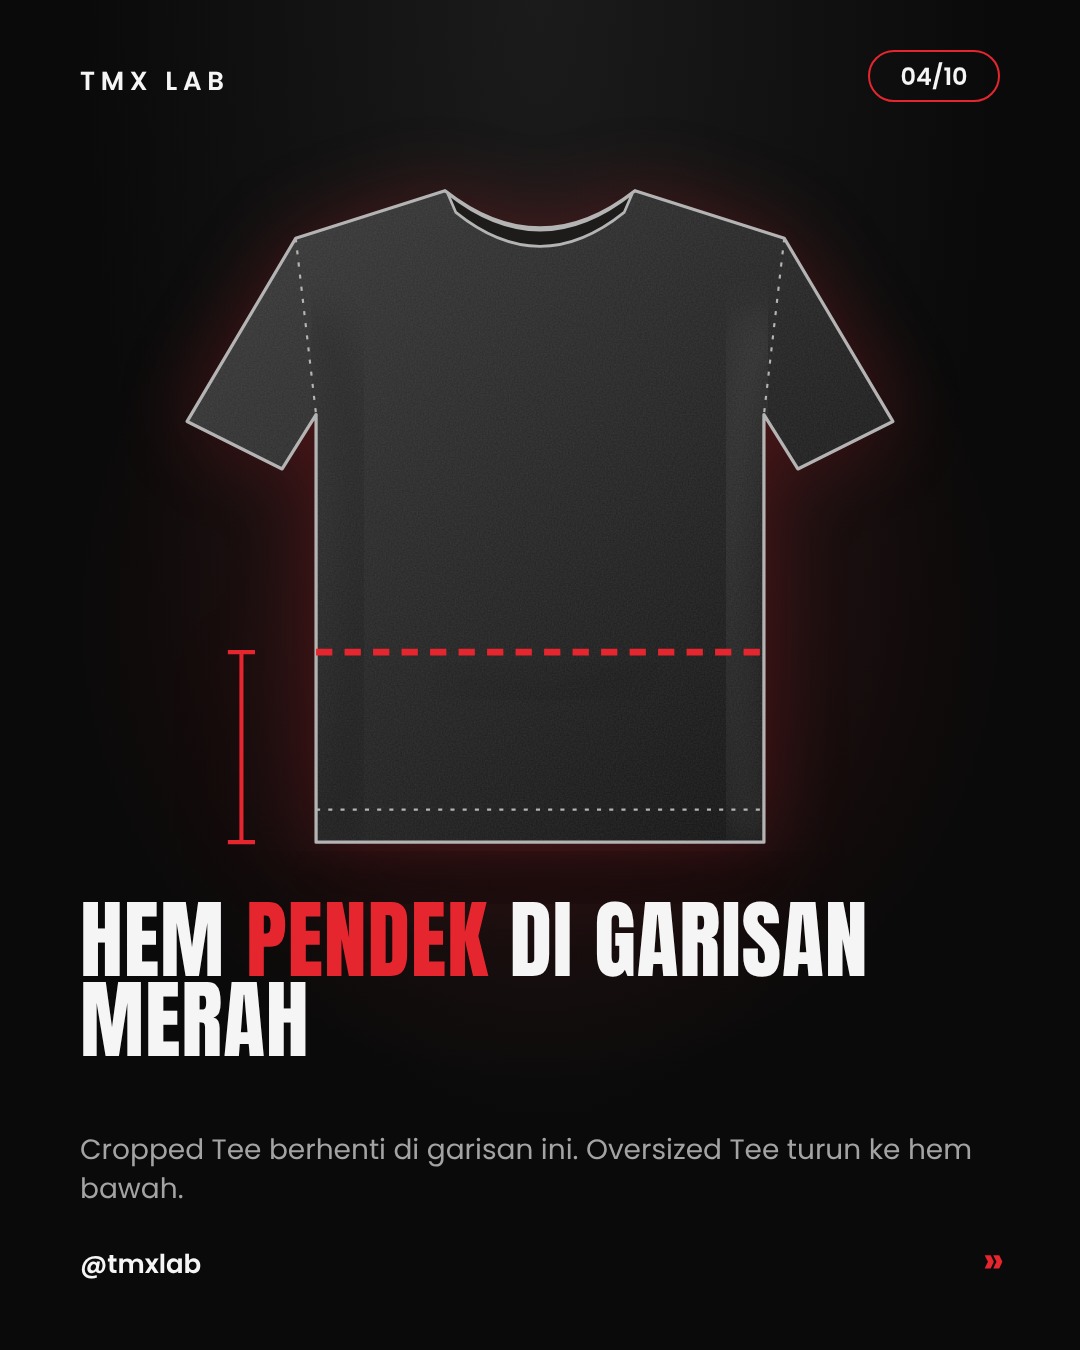 TMX LAB
04/10
HEM PENDEK DI GARISAN
MERAH
Cropped Tee berhenti di garisan ini. Oversized Tee turun ke hem
bawah.
@tmxlab
»